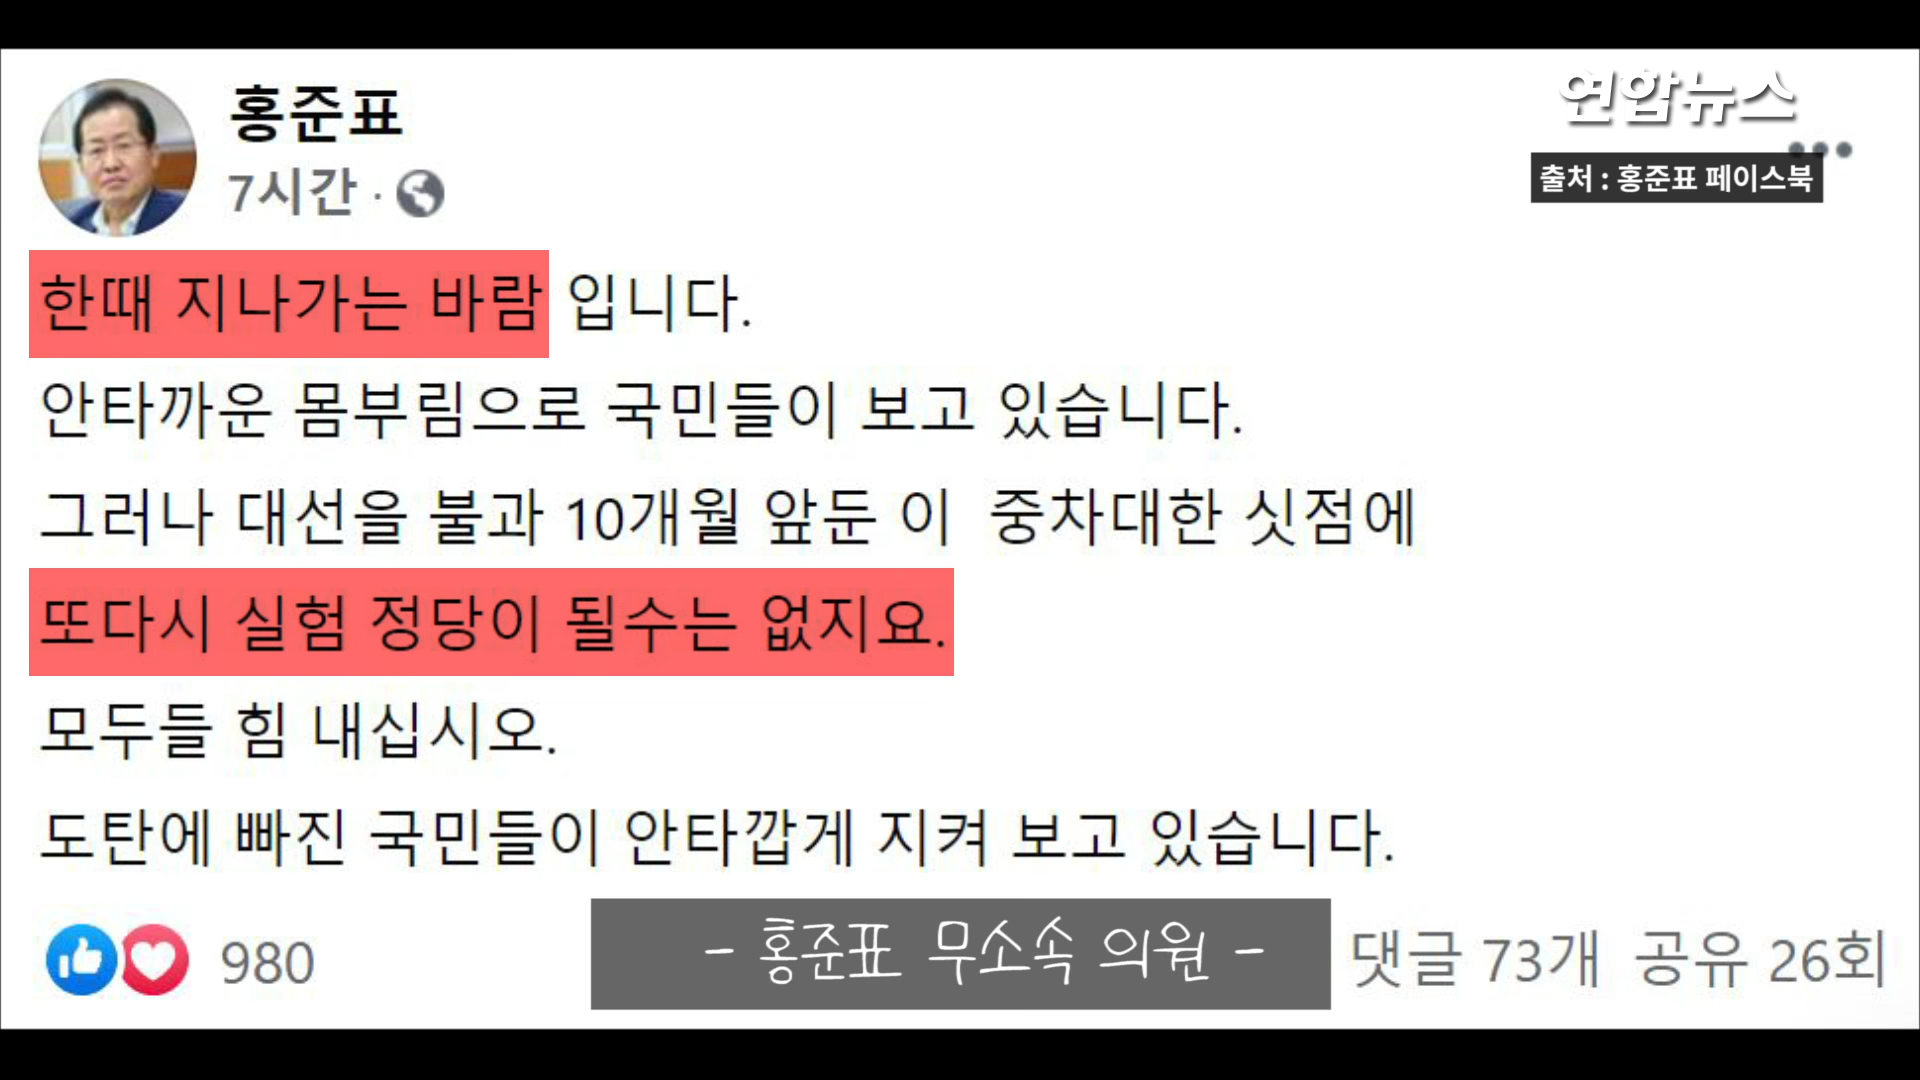 홍준표
7시간 ·
연합뉴스
출처 : 홍준표 페이스북
한때 지나가는 바람 입니다.
안타까운 몸부림으로 국민들이 보고 있습니다.
그러나 대선을 불과 10개월 앞둔 이  중차대한 싯점에
또다시 실험 정당이 될수는 없지요.
모두들 힘 내십시오.
도탄에 빠진 국민들이 안타깝게 지켜 보고 있습니다.
980
- 홍준표 무소속 의원 -
댓글 73개 공유 26회